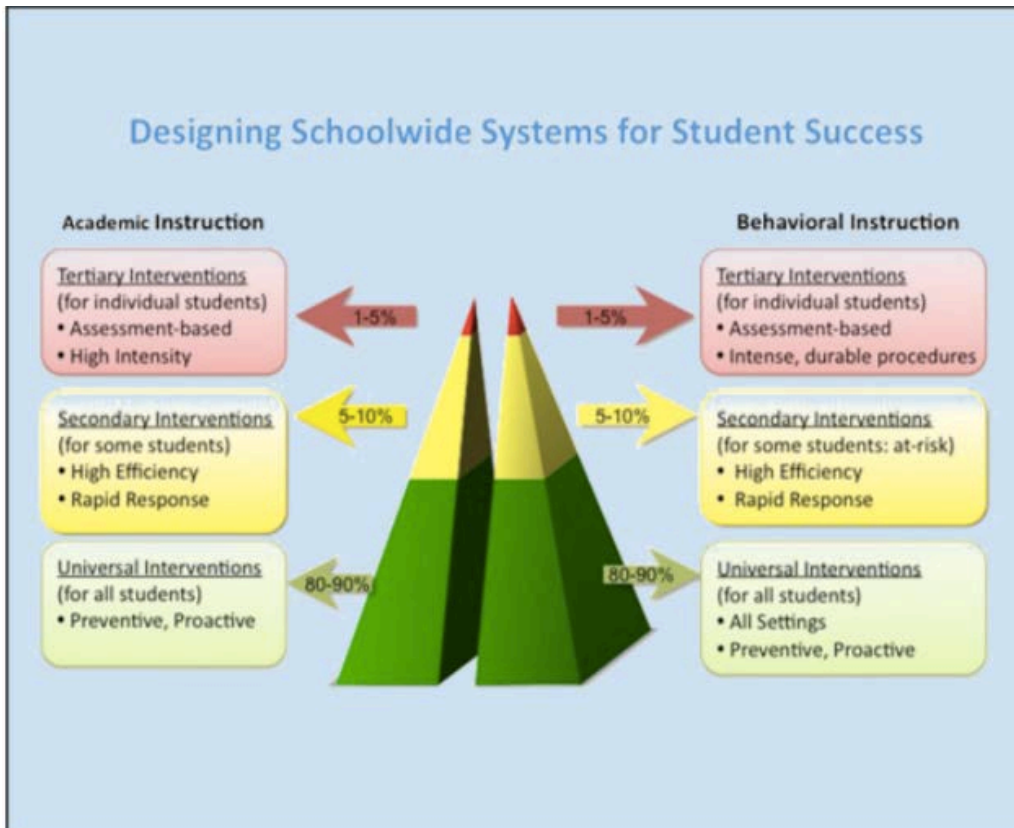 Designing Schoolwide Systems for Student Success
Academic Instruction
Tertiary Interventions
(for individual students)
• Assessment-based
• High Intensity
1-5%
Secondary Interventions
(for some students)
• High Efficiency
• Rapid Response
5-10%
Universal Interventions
(for all students)
• Preventive, Proactive
80-90%
Behavioral Instruction
1-5%
Tertiary Interventions
(for individual students)
• Assessment-based
• Intense, durable procedures
5-10%
Secondary Interventions
(for some students: at-risk)
• High Efficiency
• Rapid Response
80-90%
Universal Interventions
(for all students)
• All Settings
• Preventive, Proactive